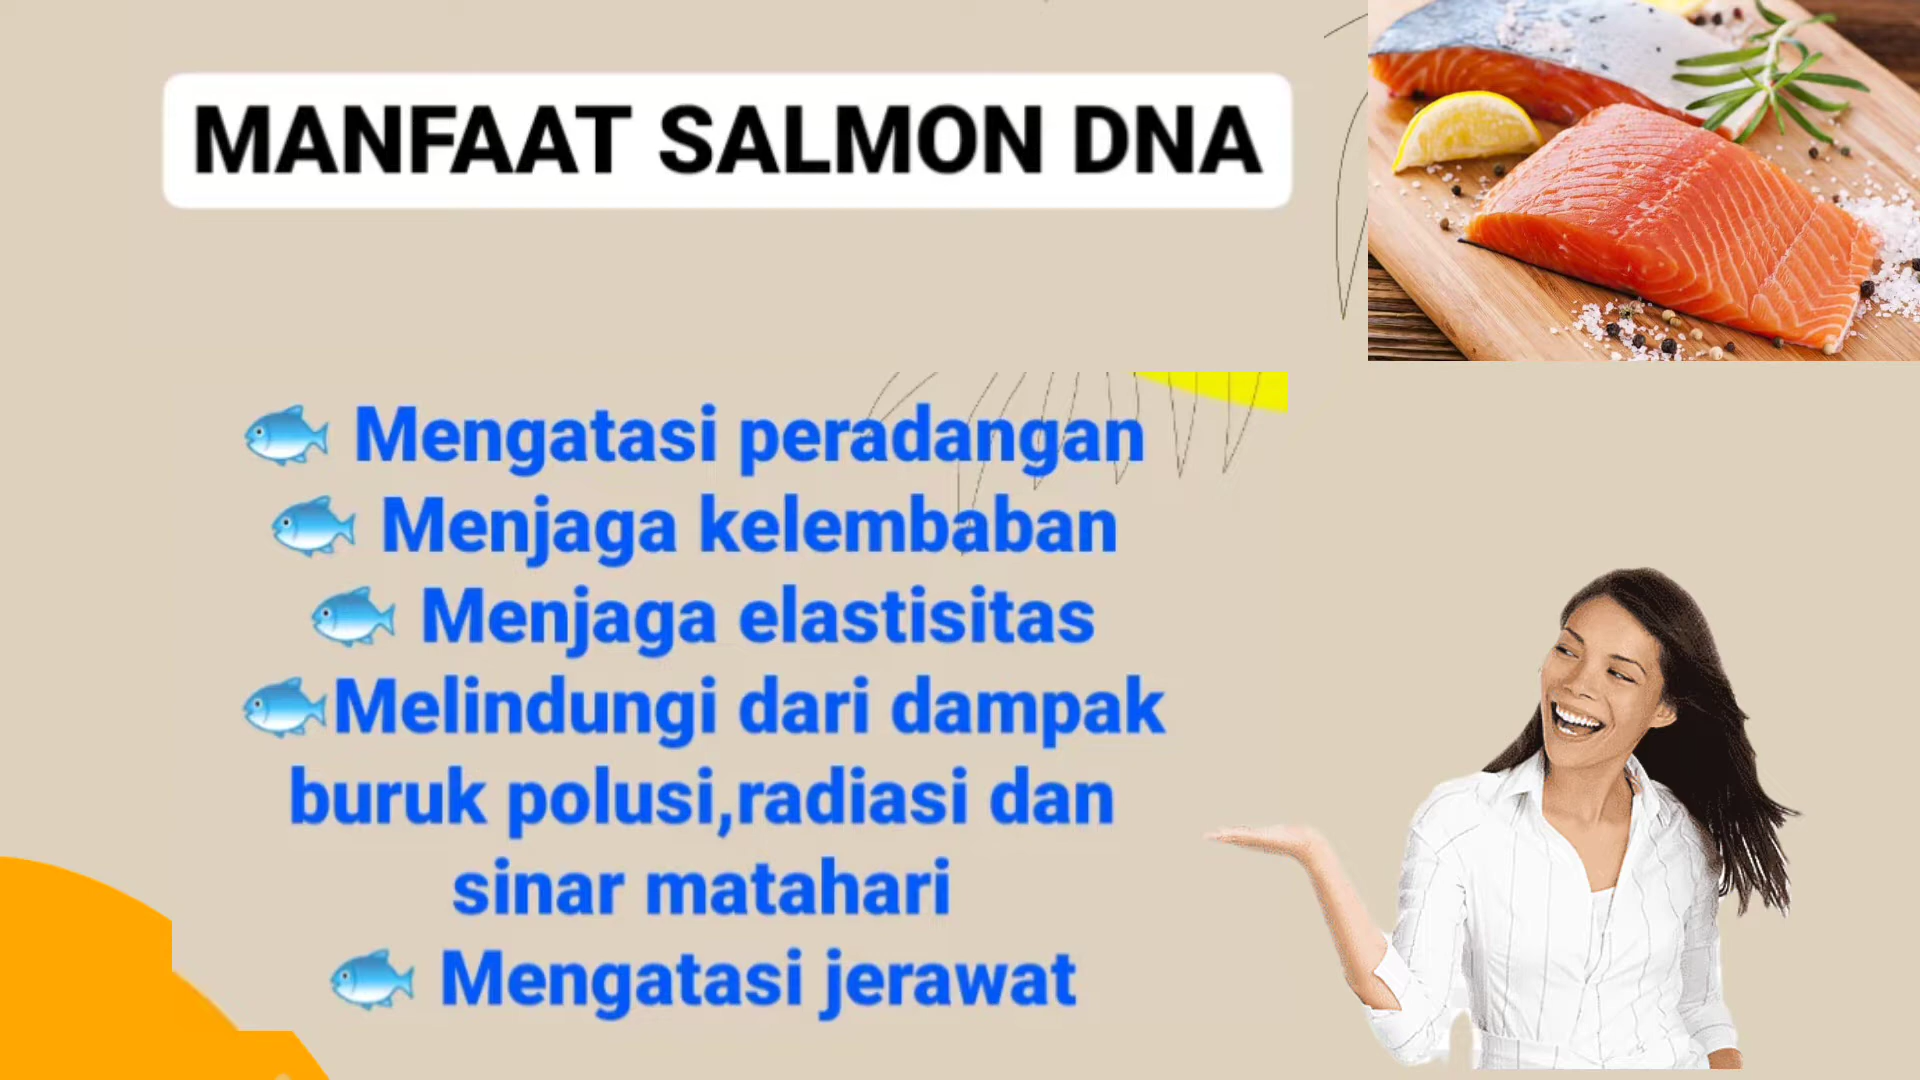 MANFAAT SALMON DNA
🐟 Mengatasi peradangan
🐟 Menjaga kelembaban
🐟 Menjaga elastisitas
🐟Melindungi dari dampak
buruk polusi,radiasi dan
sinar matahari
🐟 Mengatasi jerawat